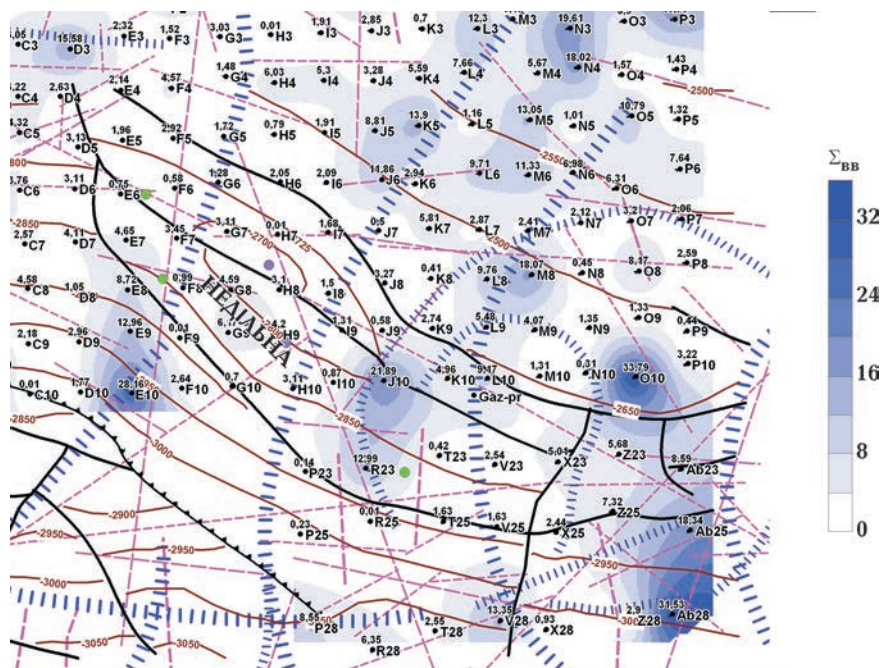 M3
O3
P3
2,32
1,52
3,03
0,01
1,91
2,85
0,7
12,3
19,61
C3
15,58
D3
E3
F3
G3
H3
I3
J3
K3
L3
N3
2,14
4,57
1,48
6,03
5,3
3,28
5,59
7,66
5,67
18,02
1,57
1,43
C4
2,63
D4
E4
F4
G4
H4
I4
J4
K4
L4
M4
N4
O4
P4
-2500
1,96
2,92
1,72
0,79
1,91
8,81
13,9
1,16
13,05
1,01
10,79
1,32
C5
3,13
D5
E5
F5
G5
H5
I5
J5
K5
L5
M5
N5
O5
P5
-2550
3,11
0,75
0,58
1,28
2,05
2,09
14,86
2,94
9,71
11,33
6,98
6,31
7,64
C6
D6
E6
F6
G6
H6
I6
J6
K6
L6
M6
N6
O6
P6
-2850
2,57
4,11
4,65
3,45
3,11
0,01
1,68
0,5
5,81
2,87
2,41
2,12
3,2
2,06
C7
D7
E7
F7
G7
H7
I7
J7
K7
L7
M7
N7
O7
P7
-2700
2725
-2500
4,58
1,05
8,72
0,99
4,59
3,1
1,5
3,27
0,41
9,76
18,07
0,45
8,17
2,59
C8
D8
E8
G8
H8
I8
J8
K8
L8
M8
N8
O8
P8
НЕДІЛЬНА
2,18
2,96
12,96
0,01
1,31
0,58
2,74
5,48
4,07
1,35
1,33
0,44
C9
D9
E9
F9
G9
H9
I9
J9
K9
L9
M9
N9
O9
P9
0,01
1,77
28,16
2,64
0,7
3,11
0,87
21,89
4,96
9,17
1,31
0,31
33,79
3,22
C10
D10
E10
F10
G10
H10
I10
J10
K10
L10
M10
N10
O10
P10
Gaz-pr
-2850
-3000
-2850
-2650
0,14
12,99
0,42
2,54
5,04
5,68
8,59
P23
R23
T23
V23
X23
Z23
Ab23
-2900
-2950
-2950
0,23
0,01
1,63
1,63
2,44
7,32
18,34
P25
R25
T25
V25
X25
Z25
Ab25
-2950
-3000
8,55
2,55
13,35
0,93
2,9
31,53
P28
T28
V28
X28
Z28
Ab28
-3050
-3050
6,35
R28
Σвв
32
24
16
8
0